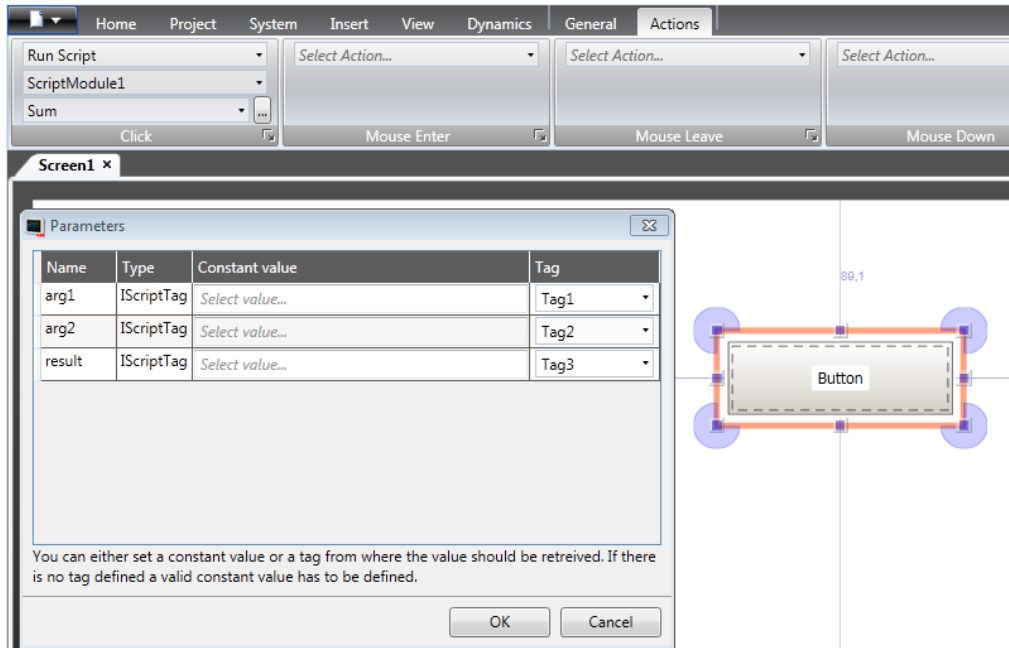 Home Project System Insert View Dynamics General Actions
Run Script Select Action... Select Action... Select Action...
ScriptModule1
Sum ...
Click Mouse Enter Mouse Leave Mouse Down
Screen1 ×
Parameters
Name Type Constant value Tag
arg1 IScriptTag Select value... Tag1
arg2 IScriptTag Select value... Tag2
result IScriptTag Select value... Tag3
89,1
Button
You can either set a constant value or a tag from where the value should be retreived. If there
is no tag defined a valid constant value has to be defined.
OK Cancel